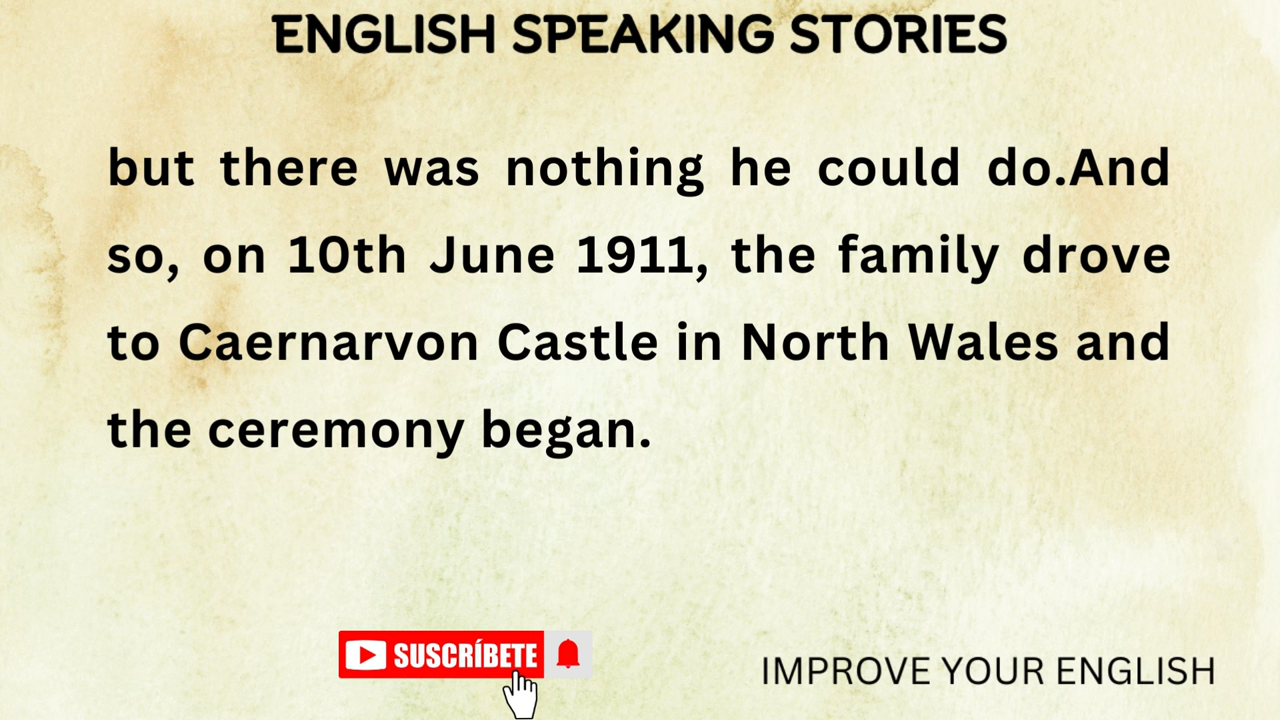 ENGLISH SPEAKING STORIES
but there was nothing he could do.And
so, on 10th June 1911, the family drove
to Caernarvon Castle in North Wales and
the ceremony began.
SUSCRÍBETE
IMPROVE YOUR ENGLISH